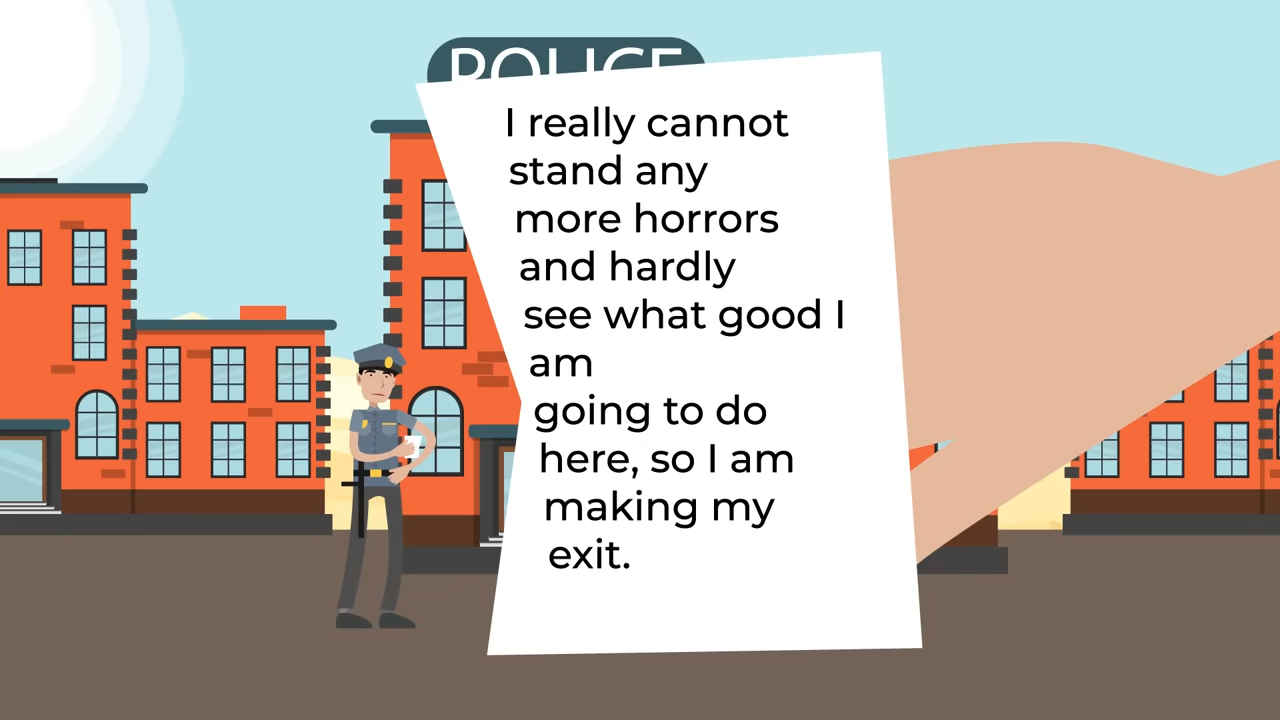 POLICE
I really cannot
stand any
more horrors
and hardly
see what good I
am
going to do
here, so I am
making my
exit.